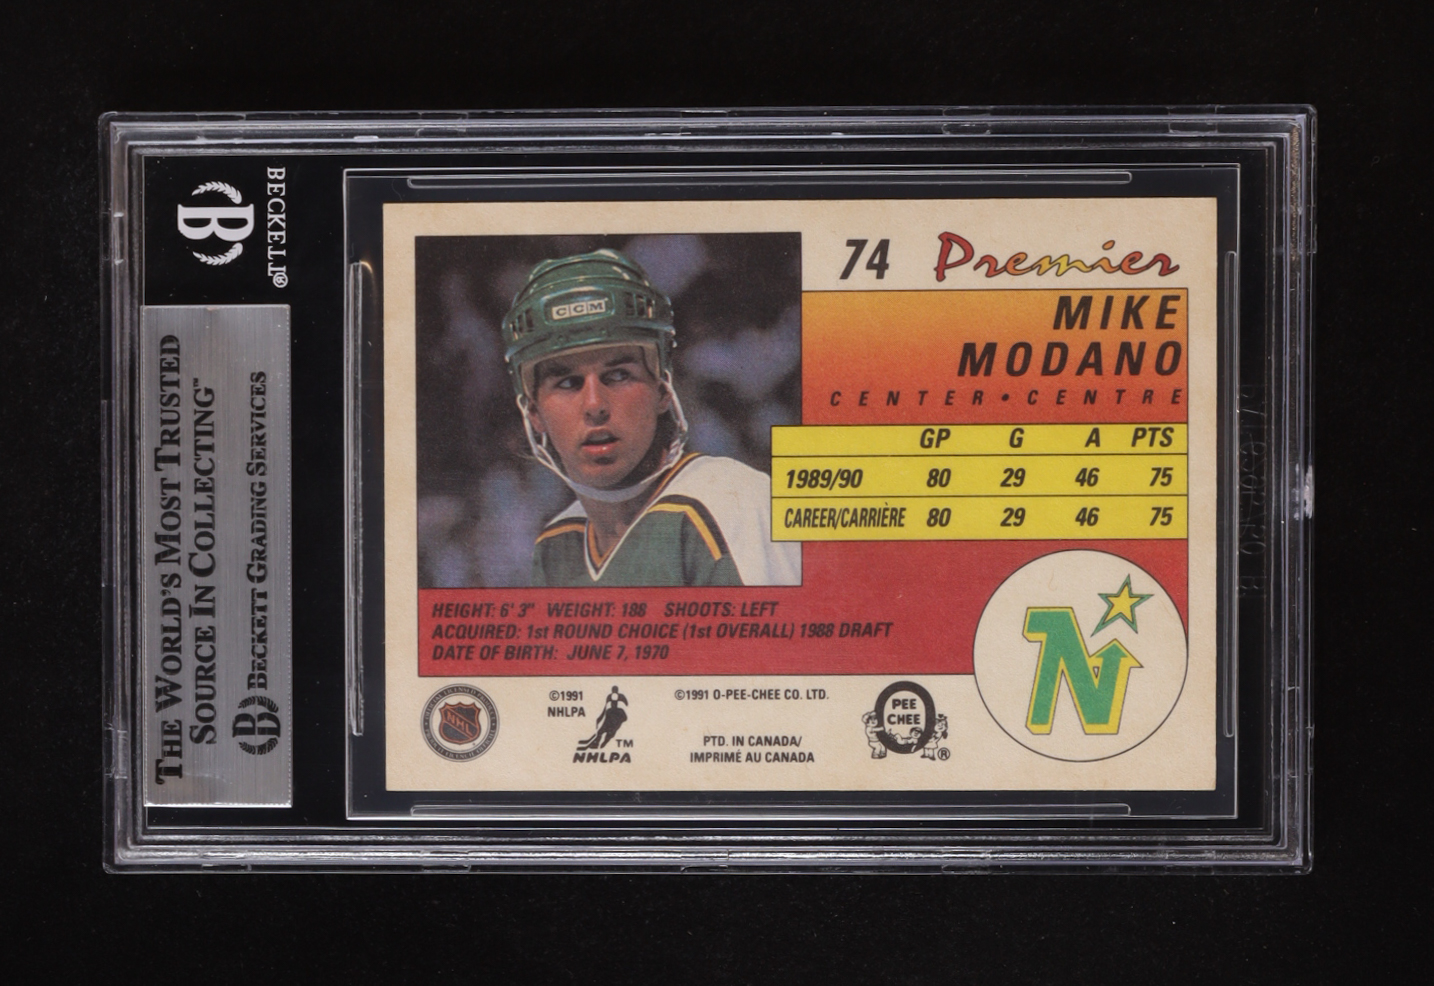 BECKETT®
B
THE WORLD'S MOST TRUSTED
SOURCE IN COLLECTING™
BECKETT GRADING SERVICES
CCM
74 Premier
MIKE
MODANO
CENTER • CENTRE
GP G A PTS
1989/90 80 29 46 75
CAREER/CARRIÈRE 80 29 46 75
HEIGHT: 6' 3" WEIGHT: 188 SHOOTS: LEFT
ACQUIRED: 1st ROUND CHOICE (1st OVERALL) 1988 DRAFT
DATE OF BIRTH: JUNE 7, 1970
N
NHL
©1991
NHLPA
TM
NHLPA
©1991 O-PEE-CHEE CO. LTD.
PTD. IN CANADA/
IMPRIMÉ AU CANADA
O
PEE
CHEE
®